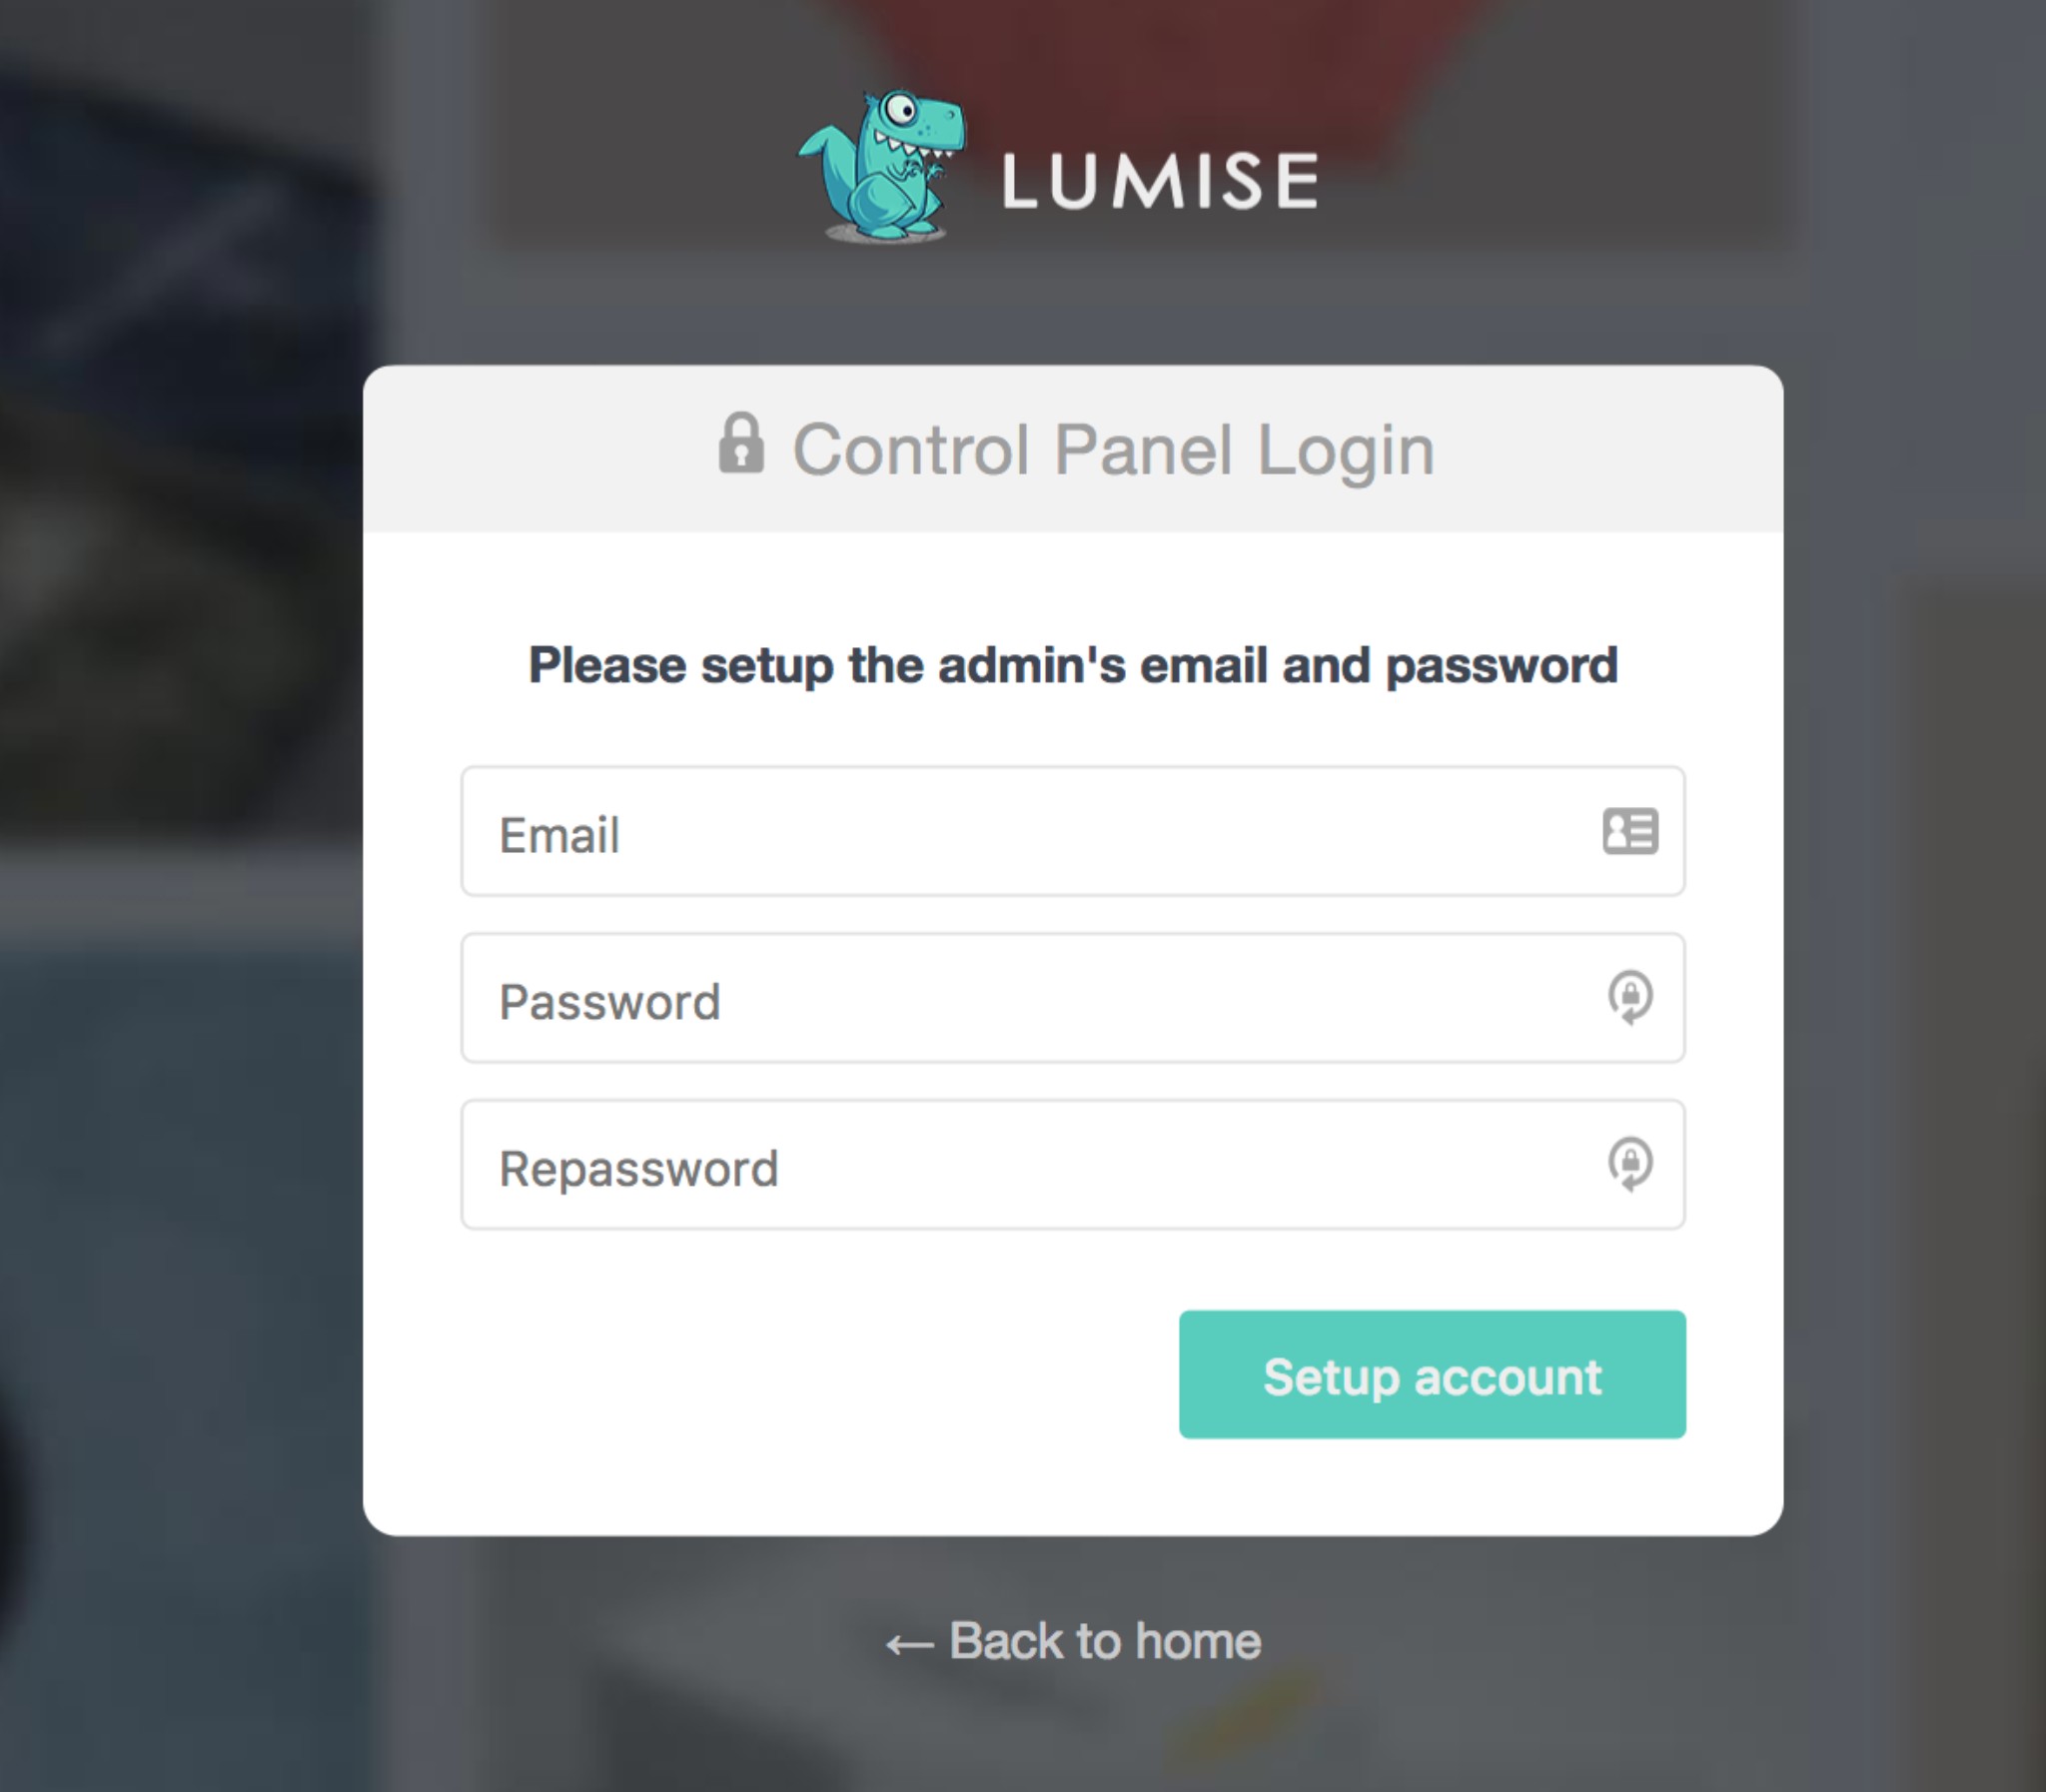 LUMISE
Control Panel Login
Please setup the admin's email and password
Email
Password
Repassword
Setup account
← Back to home